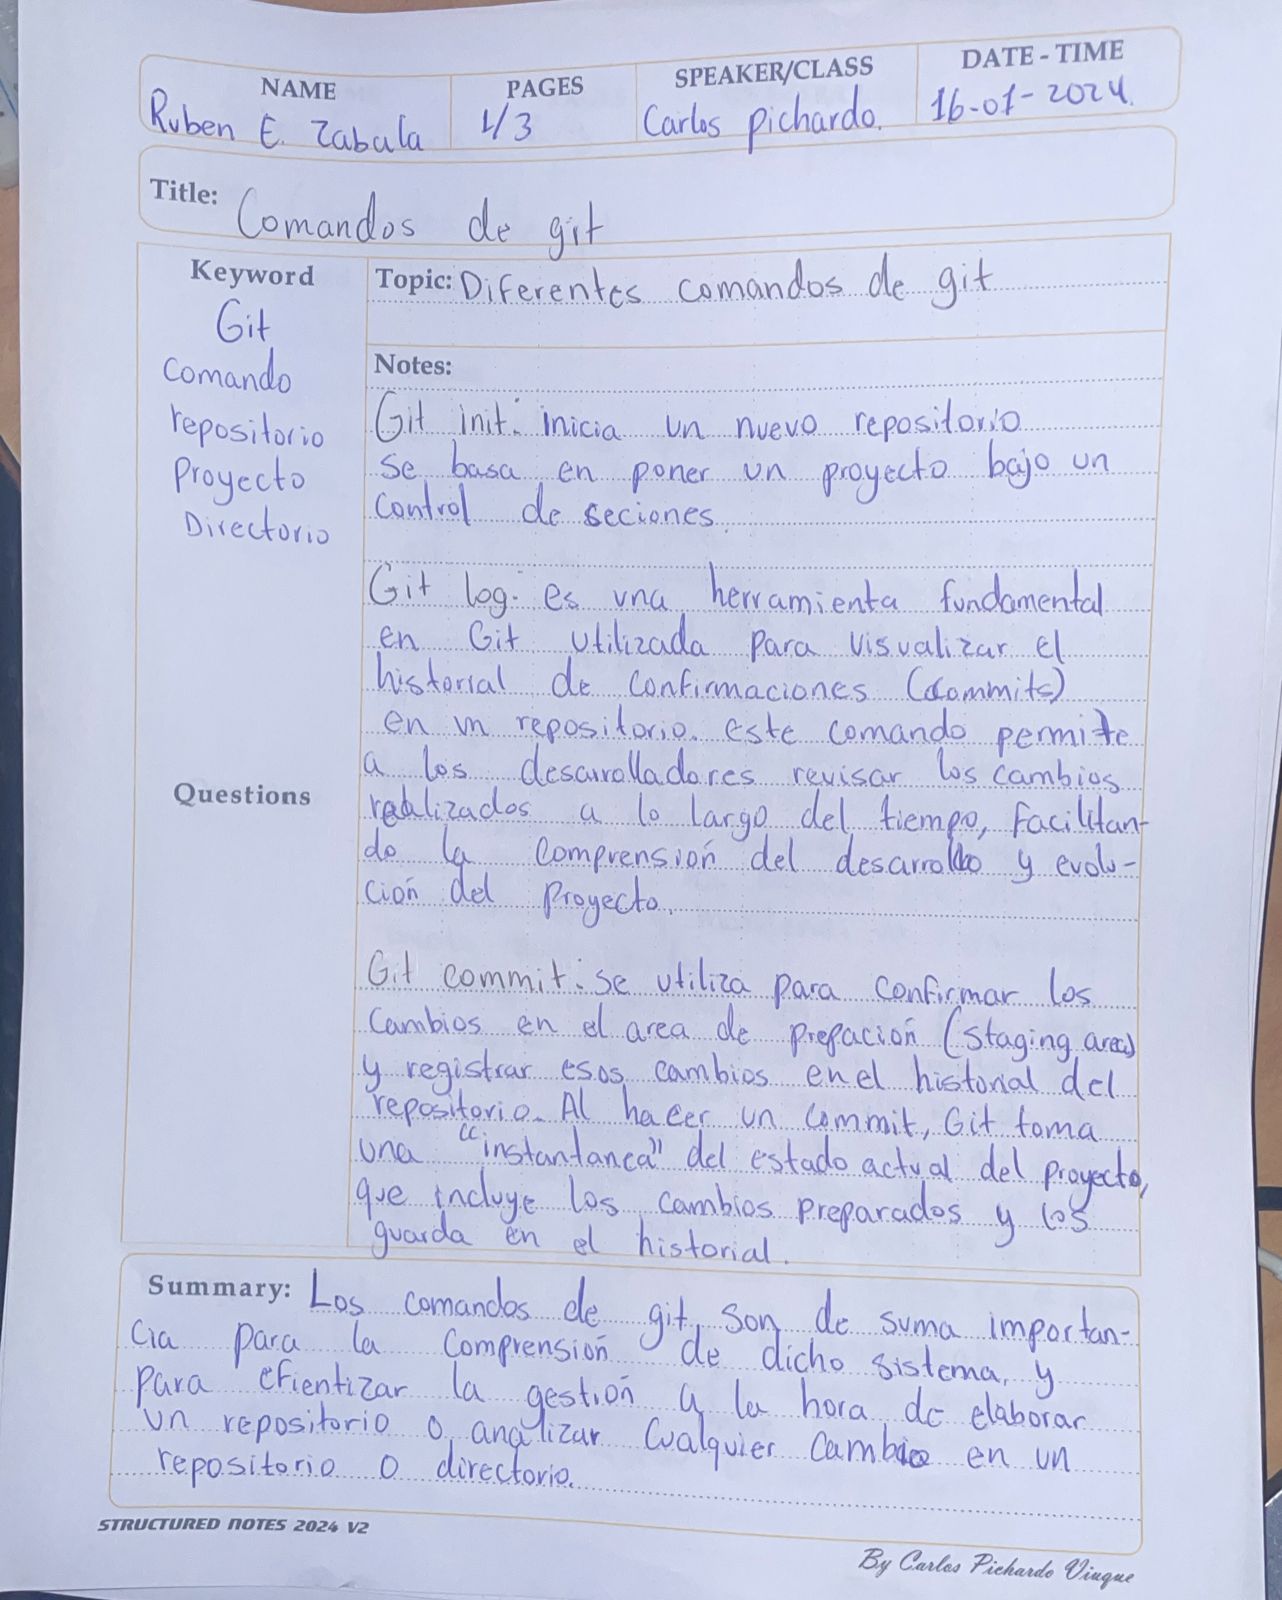 NAME
PAGES
SPEAKER/CLASS
DATE - TIME
Ruben E. Zabala
1/3
Carlos pichardo.
16-01-2024.
Title: Comandos de git
Keyword
Git
Comando
repositorio
Proyecto
Directorio
Questions
Topic: Diferentes comandos de git
Notes:
Git init: inicia un nuevo repositorio
se basa en poner un proyecto bajo un
control de seciones.
Git log: es una herramienta fundamental
en Git utilizada para visualizar el
historial de confirmaciones (commits)
en un repositorio. este comando permite
a los desarrolladores revisar los cambios
realizados a lo largo del tiempo, facilitan-
do la comprensión del desarrollo y evolu-
ción del proyecto.
Git commit: se utiliza para confirmar los
cambios en el area de prepación (staging area)
y registrar esos cambios en el historial del
repositorio. Al hacer un commit, Git toma
una "instantanea" del estado actual del proyecto,
que incluye los cambios preparados y los
guarda en el historial.
Summary: Los comandos de git, son de suma importan-
cia para la comprensión de dicho sistema, y
para efientizar la gestión a la hora de elaborar
un repositorio o analizar cualquier cambio en un
repositorio o directorio.
STRUCTURED NOTES 2024 V2
By Carlos Pichardo Viuque